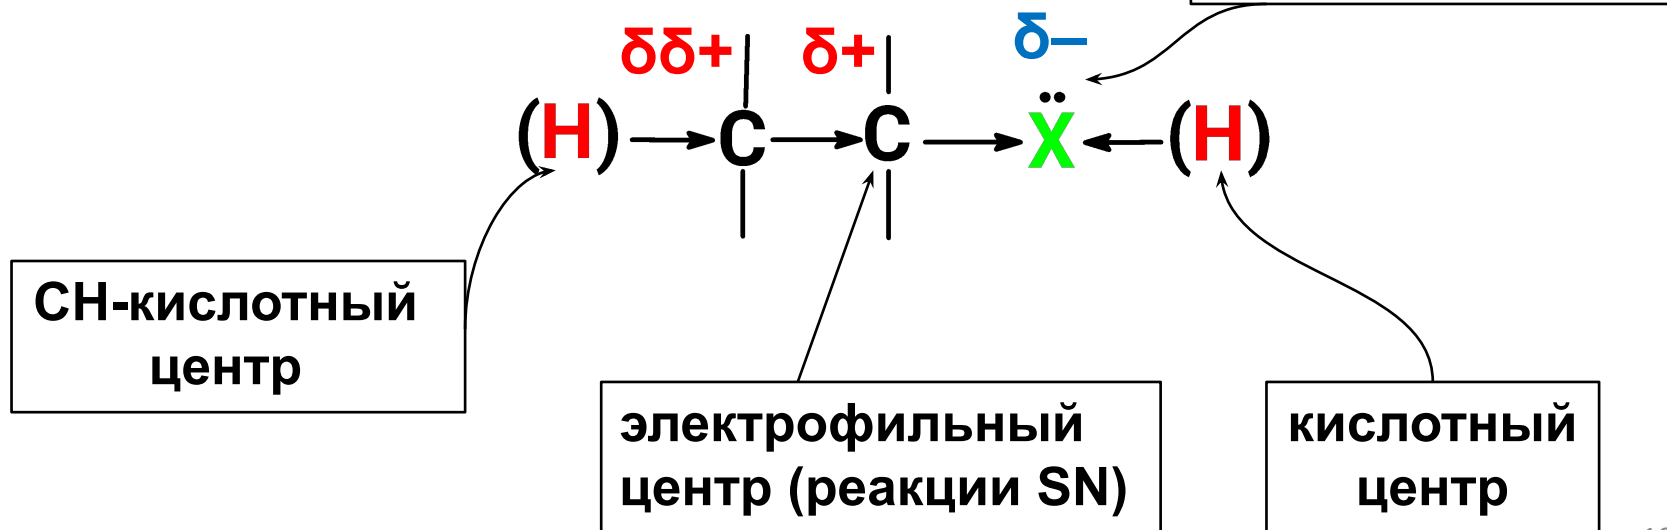 δδ+ δ+ δ–
(H) C C Ẍ (H)
СН-кислотный
центр
электрофильный
центр (реакции SN)
кислотный
центр